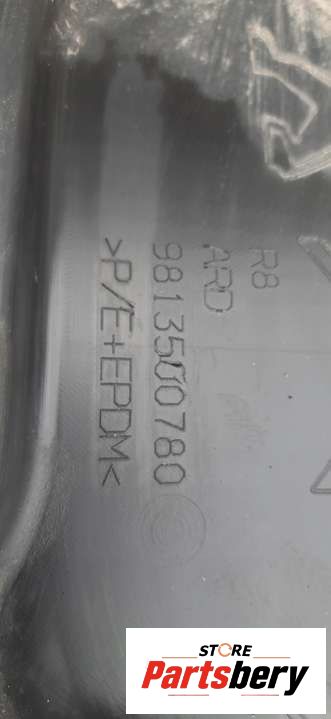 R8
ARD
9813500780
>P/E+EPDM<
STORE
Partsbery